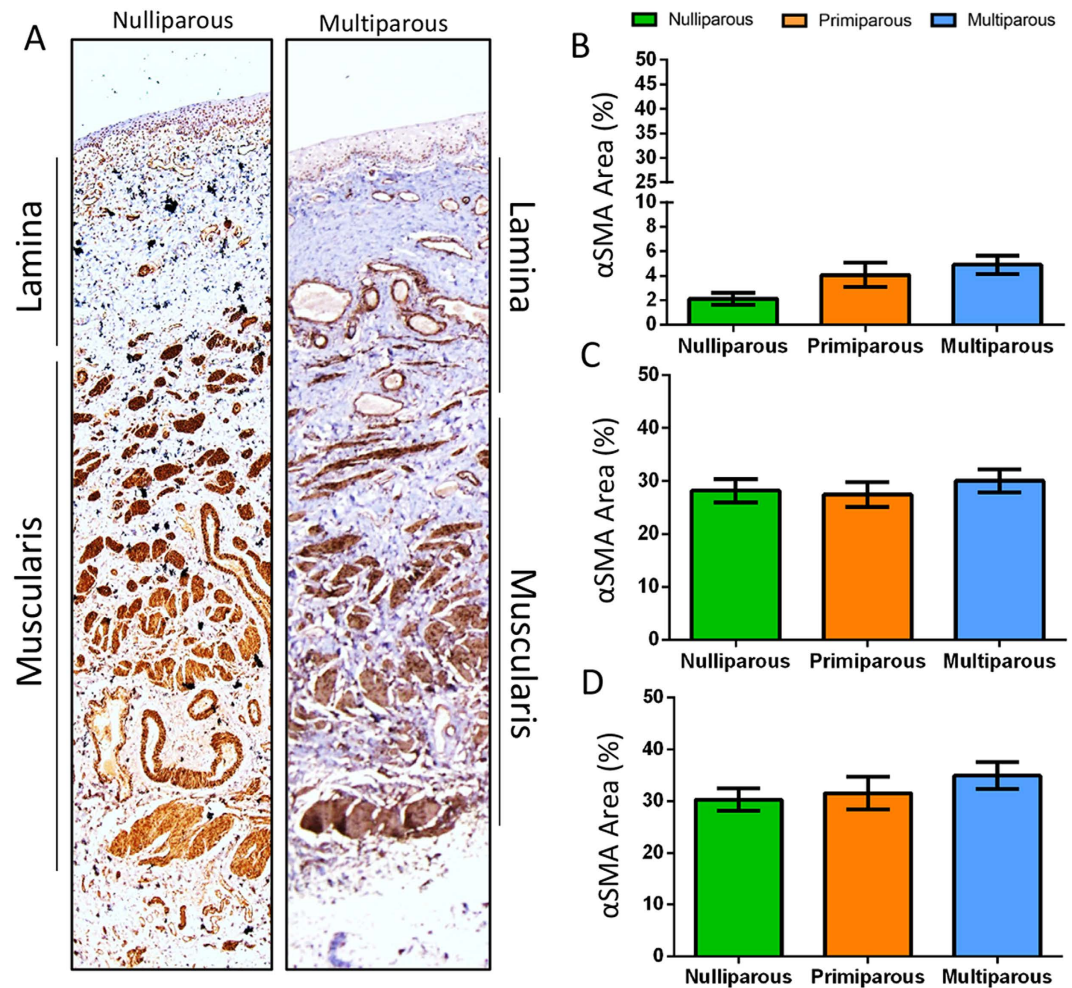 A
Nulliparous
Multiparous
Lamina
Muscularis
Lamina
Muscularis
Nulliparous Primiparous Multiparous
B
αSMA Area (%)
50
45
40
35
30
25
10
8
6
4
2
0
Nulliparous Primiparous Multiparous
C
αSMA Area (%)
50
40
30
20
10
0
Nulliparous Primiparous Multiparous
D
αSMA Area (%)
50
40
30
20
10
0
Nulliparous Primiparous Multiparous